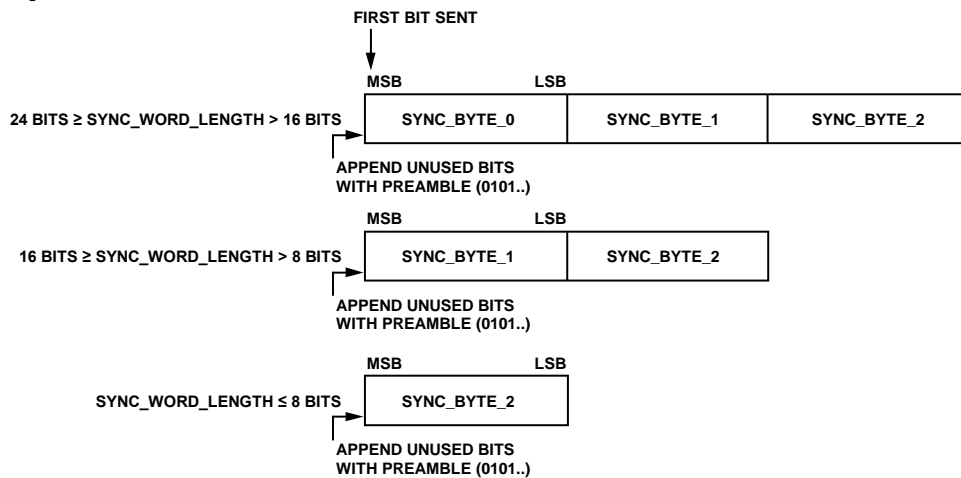 FIRST BIT SENT
MSB LSB
24 BITS ≥ SYNC_WORD_LENGTH > 16 BITS
SYNC_BYTE_0 SYNC_BYTE_1 SYNC_BYTE_2
APPEND UNUSED BITS
WITH PREAMBLE (0101..)
MSB LSB
16 BITS ≥ SYNC_WORD_LENGTH > 8 BITS
SYNC_BYTE_1 SYNC_BYTE_2
APPEND UNUSED BITS
WITH PREAMBLE (0101..)
MSB LSB
SYNC_WORD_LENGTH ≤ 8 BITS
SYNC_BYTE_2
APPEND UNUSED BITS
WITH PREAMBLE (0101..)